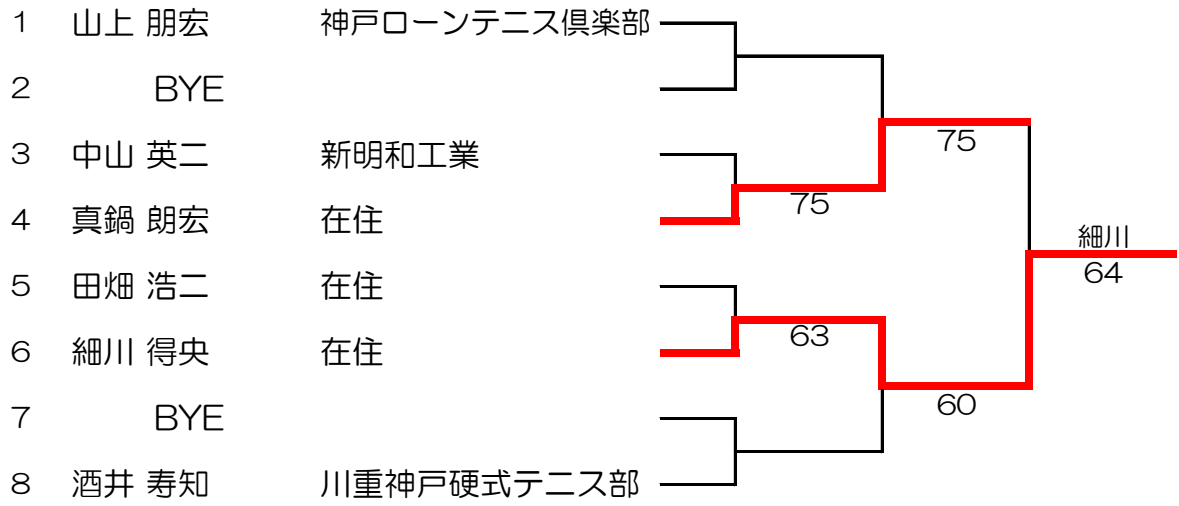 1 山上 朋宏 神戸ローンテニス倶楽部
2 BYE
75
3 中山 英二 新明和工業
75
4 真鍋 朗宏 在住
細川
64
5 田畑 浩二 在住
63
6 細川 得央 在住
60
7 BYE
8 酒井 寿知 川重神戸硬式テニス部